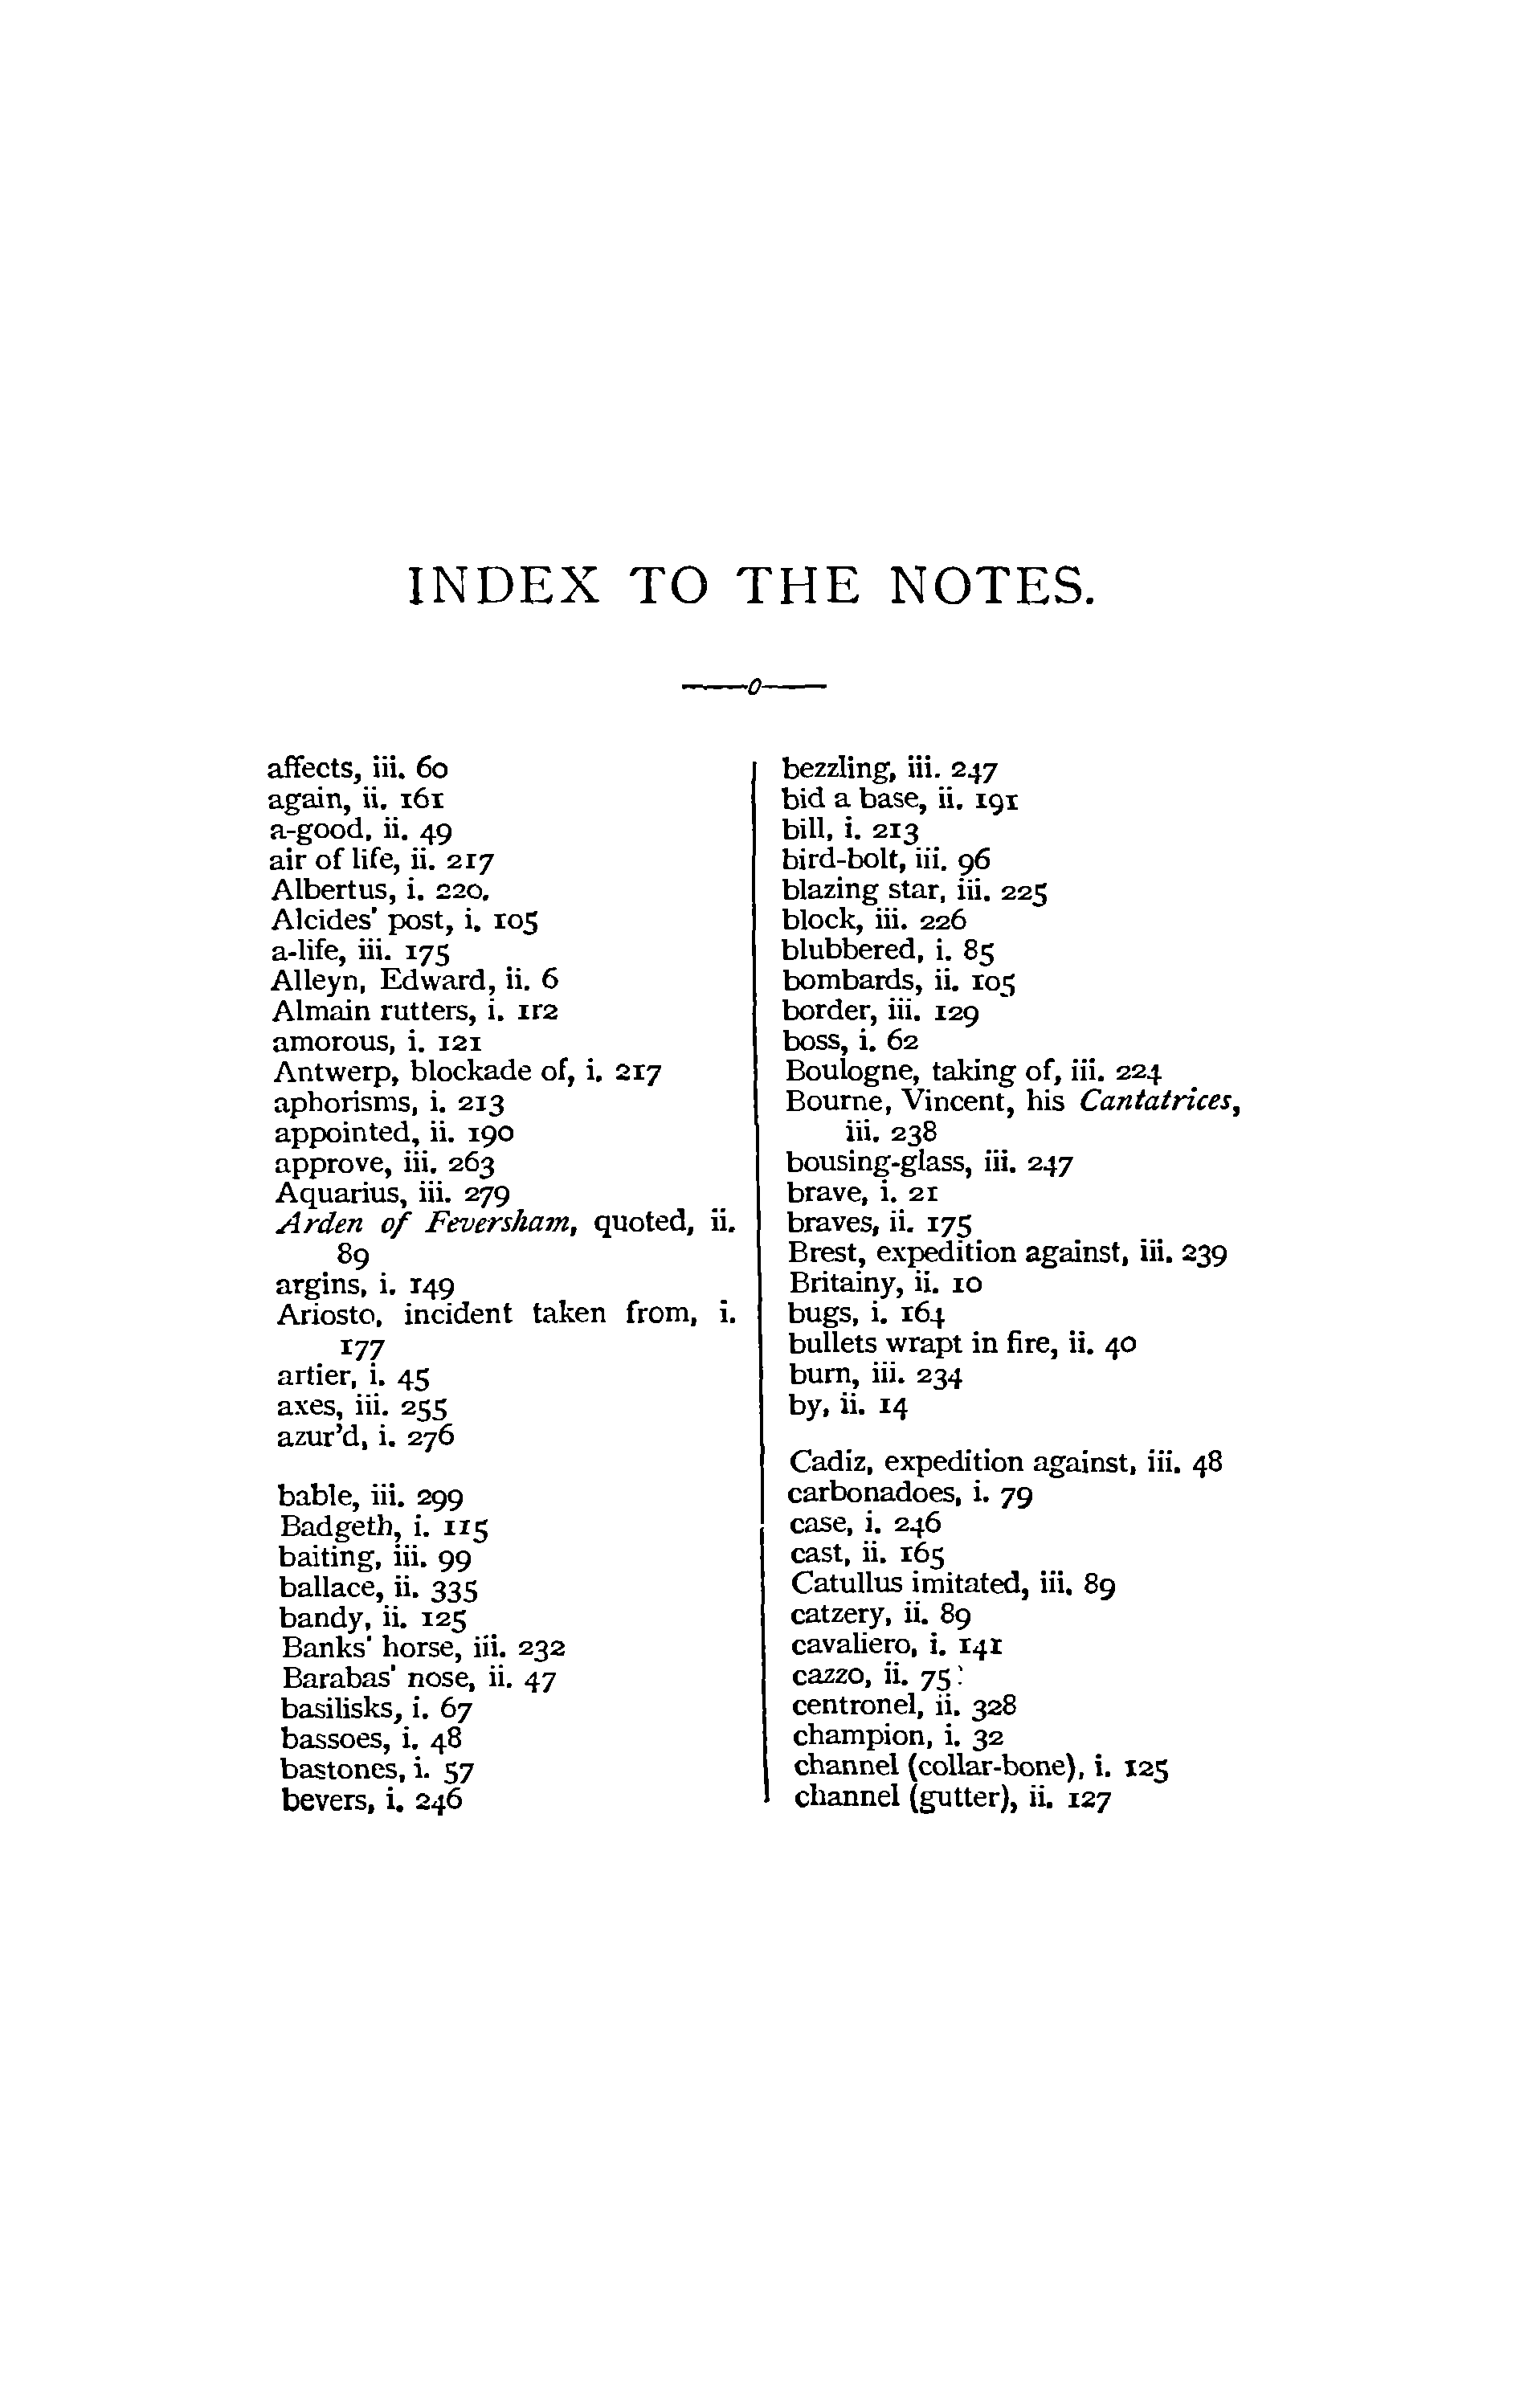 INDEX TO THE NOTES.
affects, iii. 60
again, ii. 161
a-good, ii. 49
air of life, ii. 217
Albertus, i. 220.
Alcides' post, i. 105
a-life, iii. 175
Alleyn, Edward, ii. 6
Almain rutters, i. 112
amorous, i. 121
Antwerp, blockade of, i. 217
aphorisms, i. 213
appointed, ii. 190
approve, iii. 263
Aquarius, iii. 279
Arden of Feversham, quoted, ii.
89
argins, i. 149
Ariosto, incident taken from, i.
177
artier, i. 45
axes, iii. 255
azur'd, i. 276
bable, iii. 299
Badgeth, i. 115
baiting, iii. 99
ballace, ii. 335
bandy, ii. 125
Banks' horse, iii. 232
Barabas' nose, ii. 47
basilisks, i. 67
bassoes, i. 48
bastones, i. 57
bevers, i. 246
bezzling, iii. 247
bid a base, ii. 191
bill, i. 213
bird-bolt, iii. 96
blazing star, iii. 225
block, iii. 226
blubbered, i. 85
bombards, ii. 105
border, iii. 129
boss, i. 62
Boulogne, taking of, iii. 224
Bourne, Vincent, his Cantatrices,
iii. 238
bousing-glass, iii. 247
brave, i. 21
braves, ii. 175
Brest, expedition against, iii. 239
Britainy, ii. 10
bugs, i. 164
bullets wrapt in fire, ii. 40
burn, iii. 234
by, ii. 14
Cadiz, expedition against, iii. 48
carbonadoes, i. 79
case, i. 246
cast, ii. 165
Catullus imitated, iii. 89
catzery, ii. 89
cavaliero, i. 141
cazzo, ii. 75
centronel, ii. 328
champion, i. 32
channel (collar-bone), i. 125
channel (gutter), ii. 127